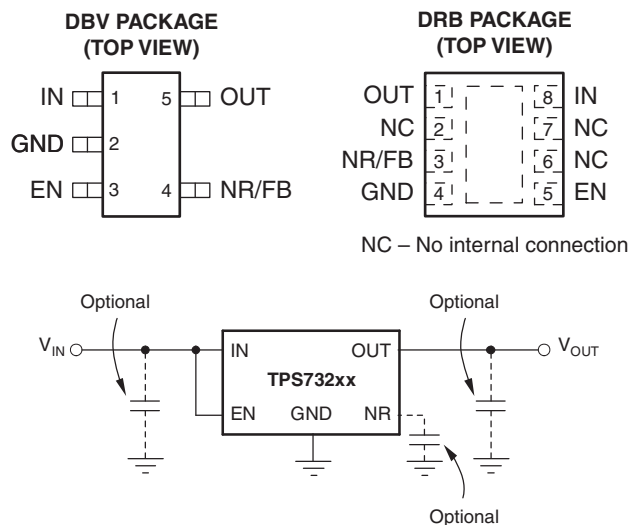 DBV PACKAGE
(TOP VIEW)
IN 1 5 OUT
GND 2
EN 3 4 NR/FB
DRB PACKAGE
(TOP VIEW)
OUT 1 8 IN
NC 2 7 NC
NR/FB 3 6 NC
GND 4 5 EN
NC – No internal connection
Optional Optional
VIN IN OUT VOUT
TPS732xx
EN GND NR
Optional